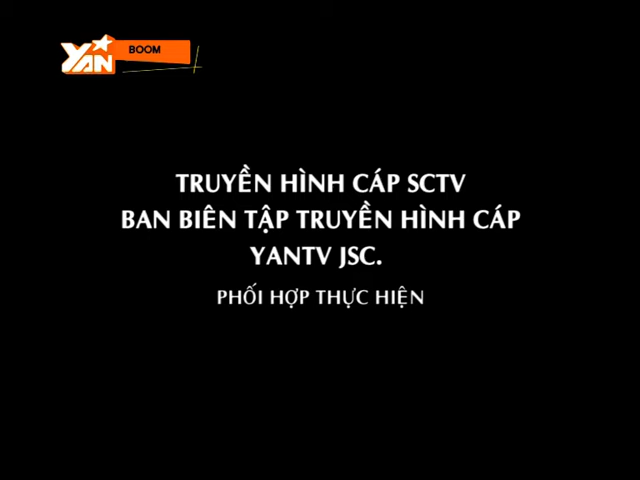 YAN BOOM
TRUYỀN HÌNH CÁP SCTV
BAN BIÊN TẬP TRUYỀN HÌNH CÁP
YANTV JSC.
PHỐI HỢP THỰC HIỆN